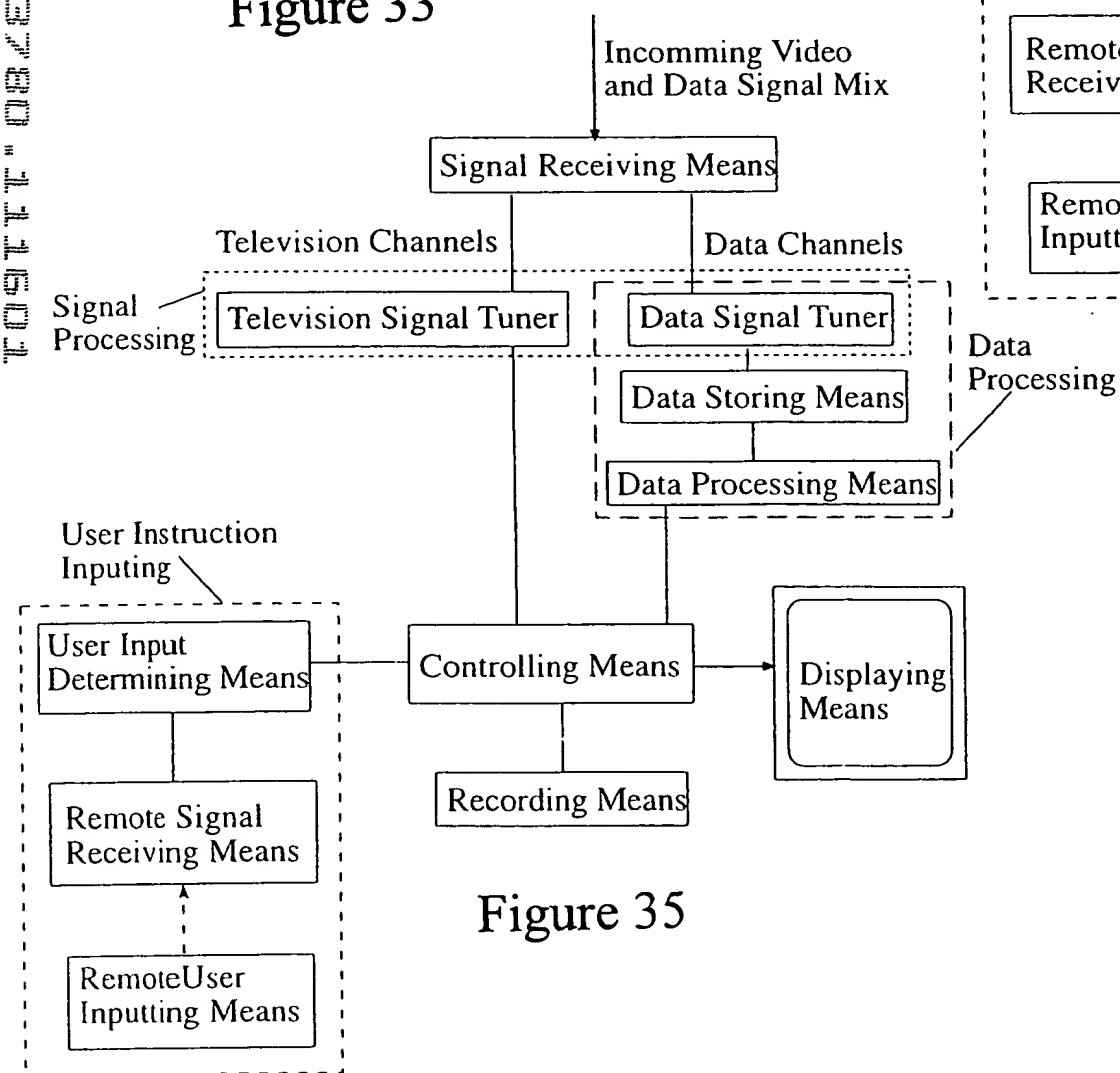 Figure 33
Incomming Video
and Data Signal Mix
Signal Receiving Means
Television Channels
Data Channels
Signal
Processing
Television Signal Tuner
Data Signal Tuner
Data
Processing
Data Storing Means
Data Processing Means
User Instruction
Inputing
User Input
Determining Means
Controlling Means
Displaying
Means
Recording Means
Remote Signal
Receiving Means
RemoteUser
Inputting Means
Figure 35